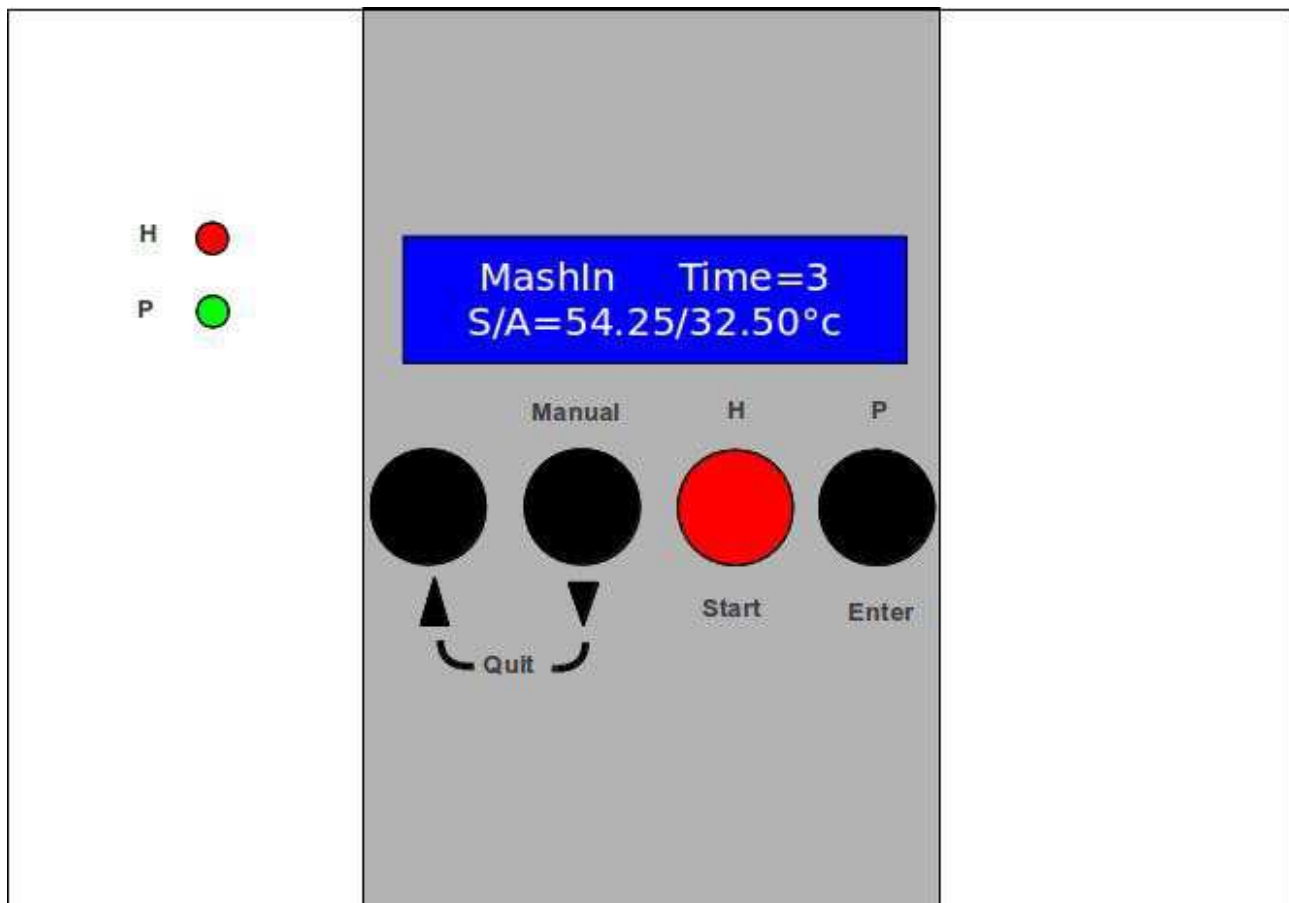 H
P
MashIn Time=3
S/A=54.25/32.50°c
Manual H P
Start Enter
Quit